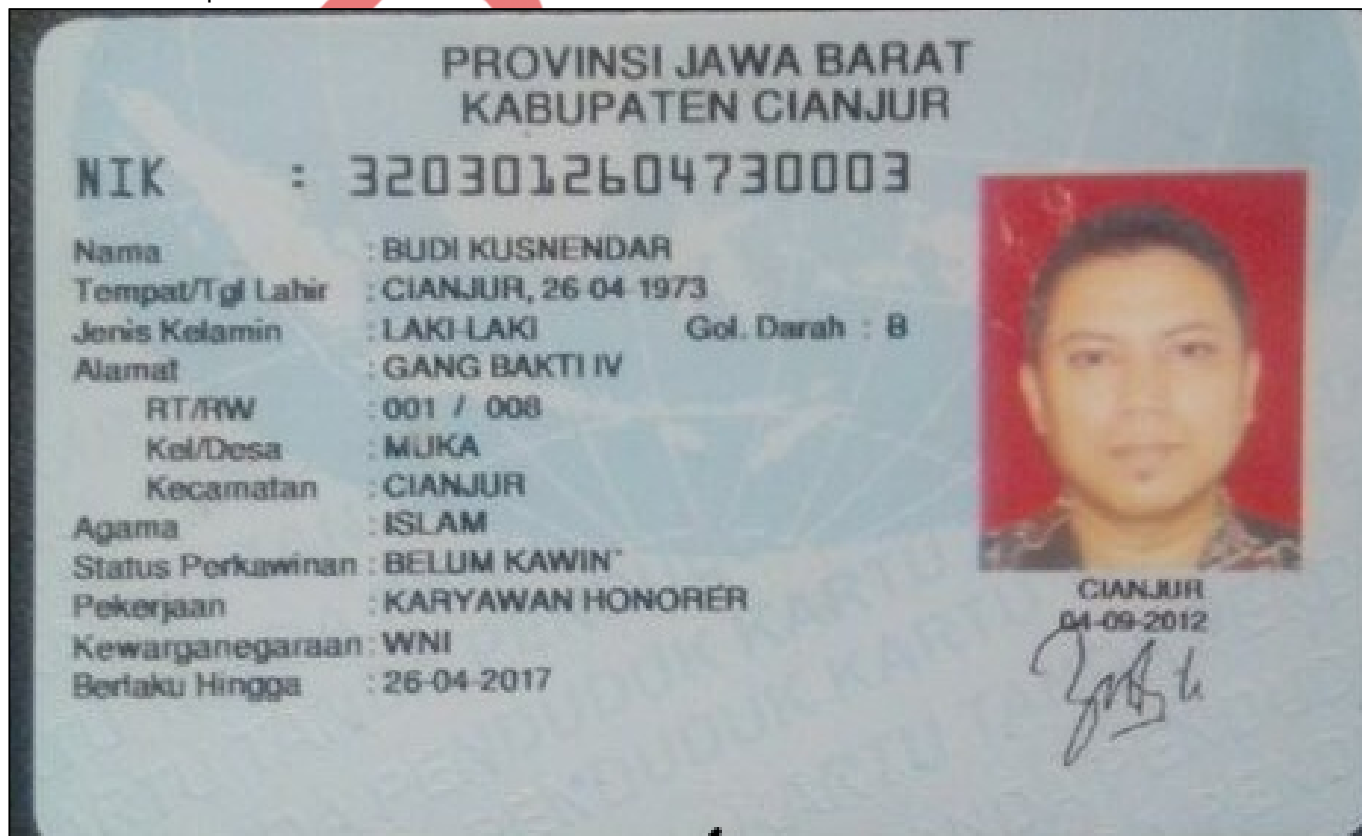 PROVINSI JAWA BARAT
KABUPATEN CIANJUR
NIK : 3203012604730003
Nama : BUDI KUSNENDAR
Tempat/Tgl Lahir : CIANJUR, 26-04-1973
Jenis Kelamin : LAKI-LAKI Gol. Darah : B
Alamat : GANG BAKTI IV
RT/RW : 001 / 008
Kel/Desa : MUKA
Kecamatan : CIANJUR
Agama : ISLAM
Status Perkawinan : BELUM KAWIN
Pekerjaan : KARYAWAN HONORER
Kewarganegaraan : WNI
Berlaku Hingga : 26-04-2017
CIANJUR
04-09-2012